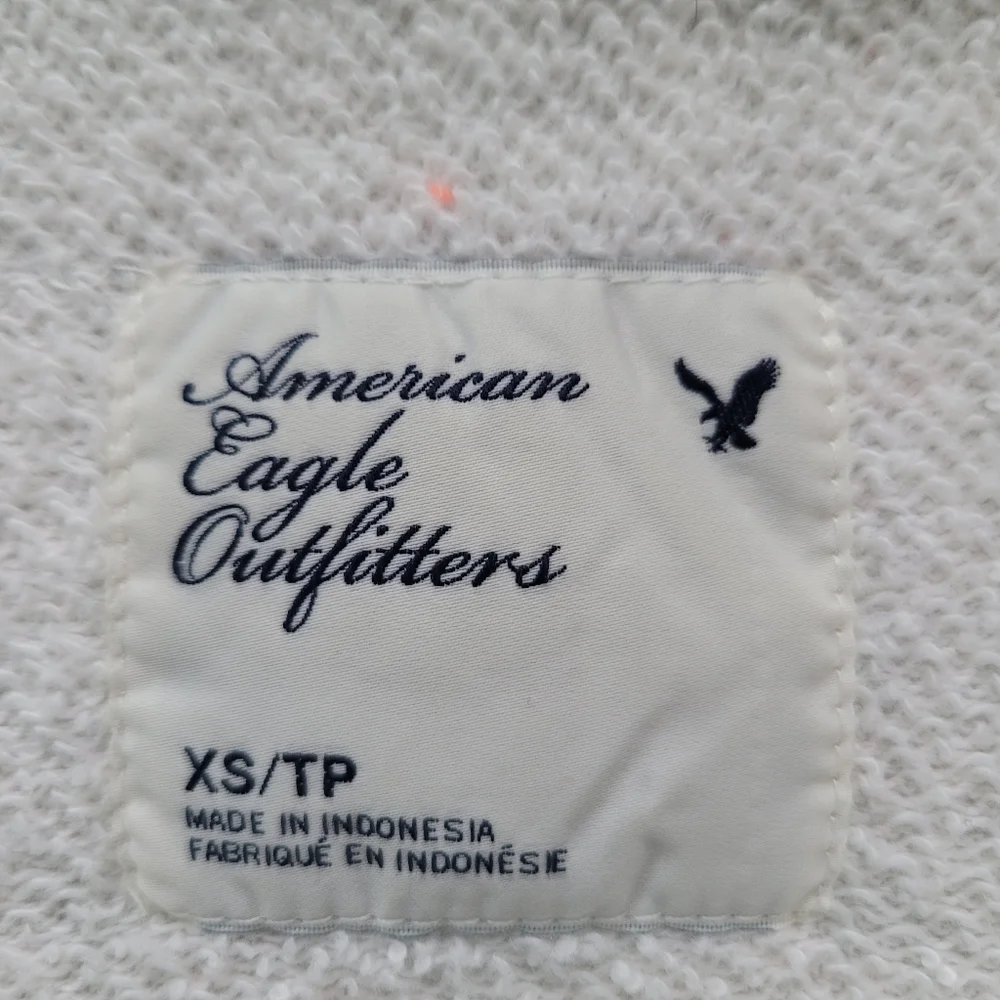 American
Eagle
Outfitters
XS/TP
MADE IN INDONESIA
FABRIQUÉ EN INDONÉSIE